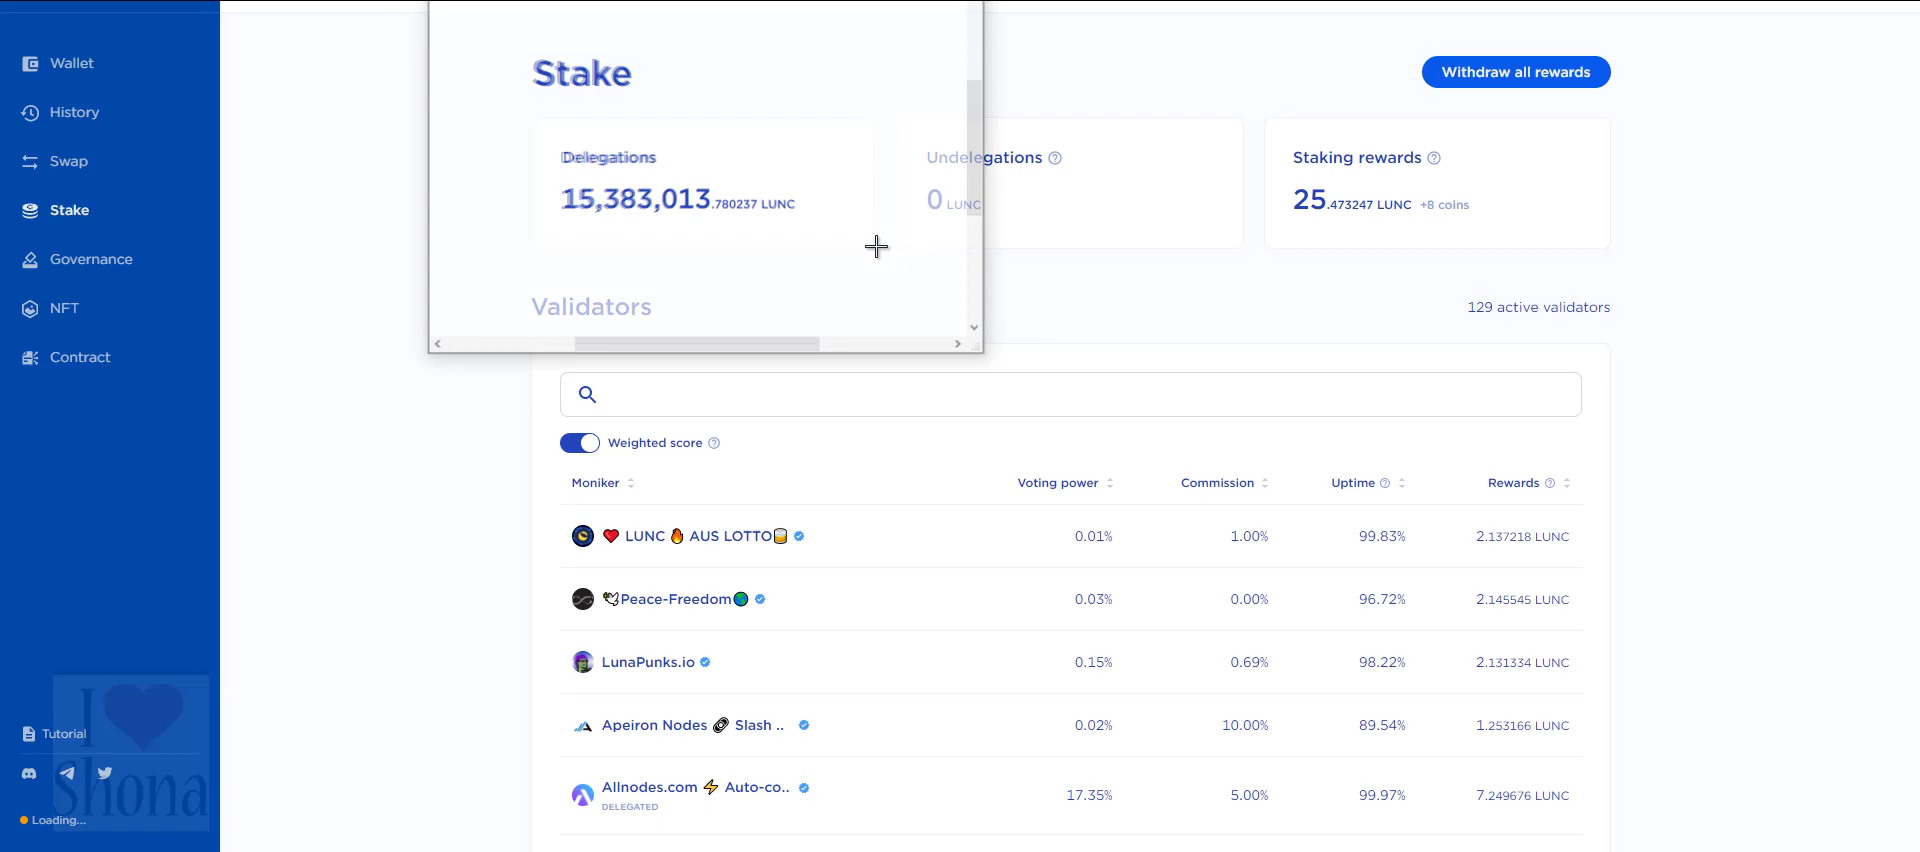 Wallet
History
Swap
Stake
Governance
NFT
Contract
Tutorial
I
Shona
Loading...
Stake
Withdraw all rewards
Delegations
15,383,013.780237 LUNC
Undelegations
0 LUNC
Staking rewards
25.473247 LUNC +8 coins
Validators
129 active validators
Weighted score
Moniker Voting power Commission Uptime Rewards
❤️ LUNC 🔥 AUS LOTTO🥃 0.01% 1.00% 99.83% 2.137218 LUNC
🕊️Peace-Freedom🌍 0.03% 0.00% 96.72% 2.145545 LUNC
LunaPunks.io 0.15% 0.69% 98.22% 2.131334 LUNC
Apeiron Nodes 🔗 Slash .. 0.02% 10.00% 89.54% 1.253166 LUNC
Allnodes.com ⚡ Auto-co.. 17.35% 5.00% 99.97% 7.249676 LUNC
DELEGATED